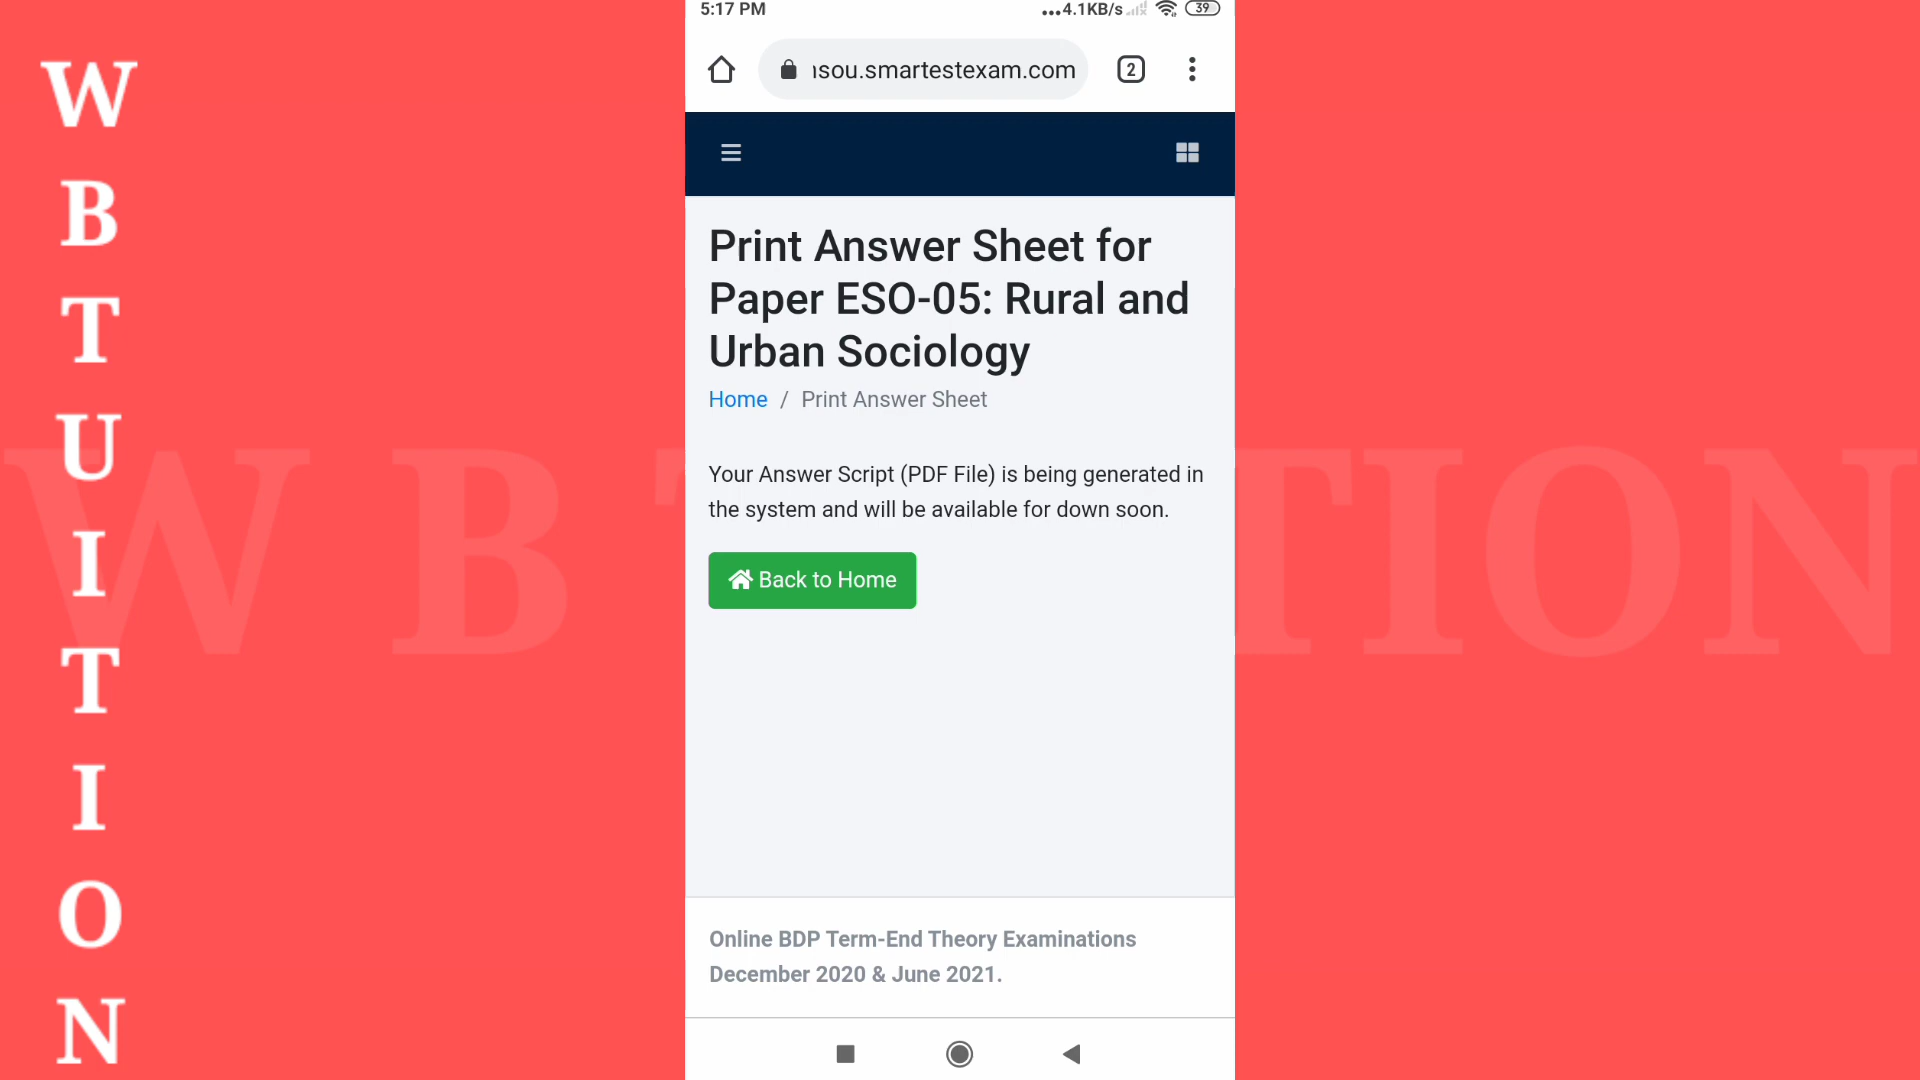 W
B
T
U
I
T
I
O
N
W B T TION
5:17 PM
...4.1KB/s
39
nsou.smartestexam.com
2
Print Answer Sheet for
Paper ESO-05: Rural and
Urban Sociology
Home / Print Answer Sheet
Your Answer Script (PDF File) is being generated in
the system and will be available for down soon.
Back to Home
Online BDP Term-End Theory Examinations
December 2020 & June 2021.